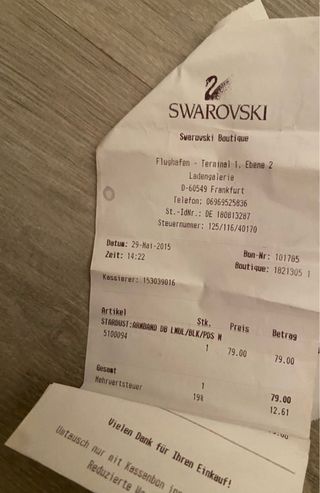 SWAROVSKI
Swarovski Boutique
Flughafen - Terminal 1, Ebene 2
Ladengalerie
D-60549 Frankfurt
Telefon: 06969525836
St.-IdNr.: DE 180813287
Steuernummer: 125/116/40170
Datum: 29-Mai-2015 Bon-Nr: 101785
Zeit: 14:22 Boutique: 1821305 1
Kassierer: 153039016
Artikel Stk. Preis Betrag
STARDUST:ARMBAND DB LMUL/BLK/POS M
5100094 1 79.00 79.00
Gesamt 1 79.00
Mehrwertsteuer 19% 12.61
Vielen Dank für Ihren Einkauf!
Umtausch nur mit Kassenbon
Reduzierte